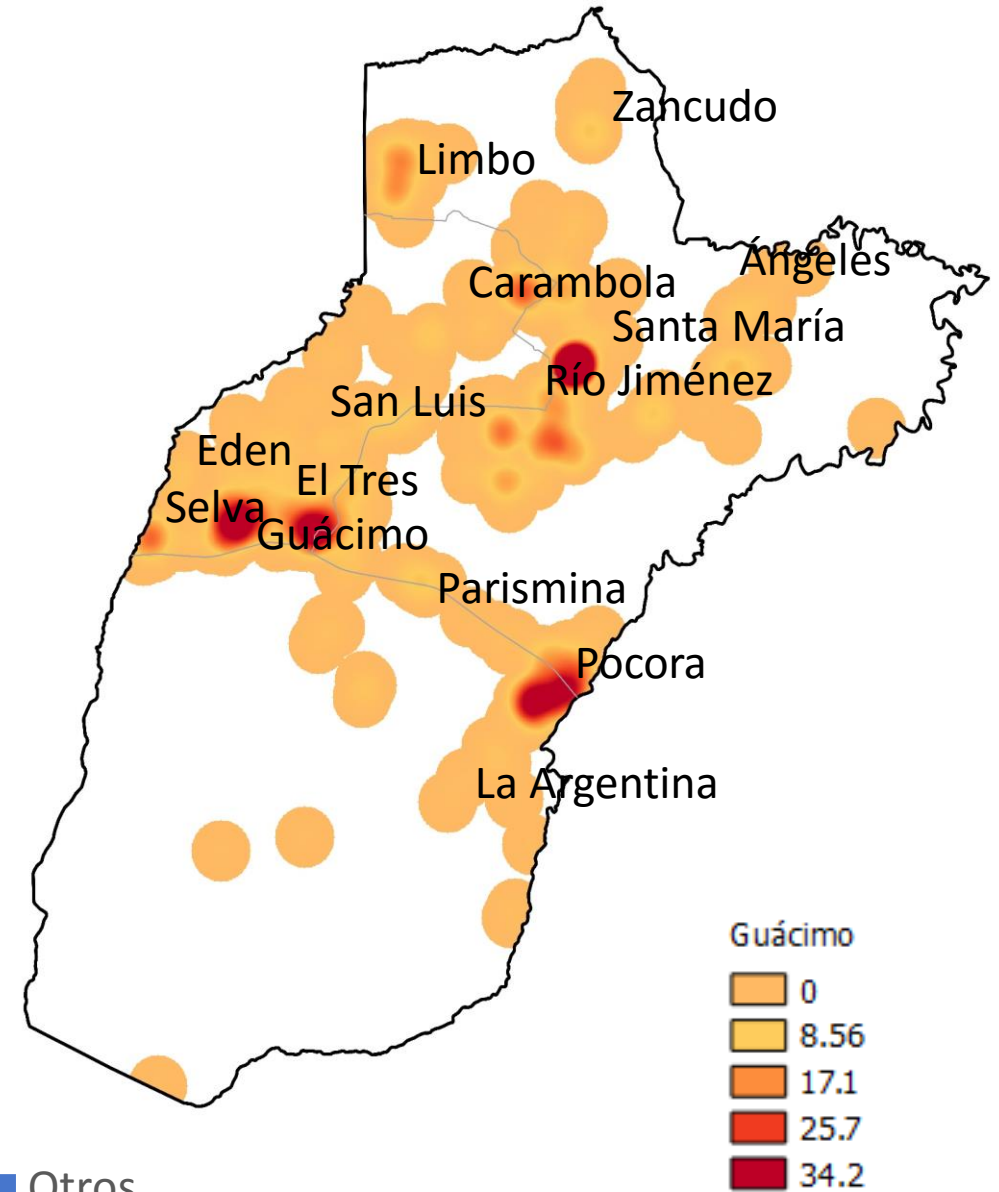 Zancudo
Limbo
Ángeles
Carambola
Santa María
Río Jiménez
San Luis
Eden
El Tres
Selva
Guácimo
Parismina
Pocora
La Argentina
Guácimo
0
8.56
17.1
25.7
34.2
Otros